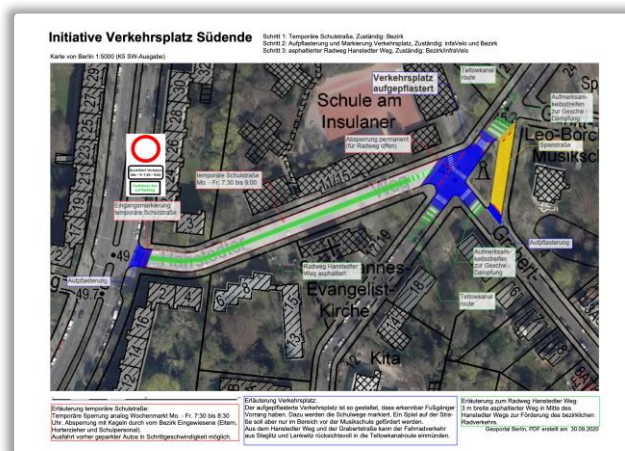 Initiative Verkehrsplatz Südende
Schritt 1: Temporäre Schulstraße, Zuständig: Bezirk
Schritt 2: Aufpflasterung und Markierung Verkehrsplatz, Zuständig: infraVelo und Bezirk
Schritt 3: asphaltierter Radweg Hanstedter Weg, Zuständig: Bezirk/infraVelo
Karte von Berlin 1:5000 (K5 SW-Ausgabe)
Verkehrsplatz
aufgepflastert
Teltowkanal
route
Aufmerksam-
keitsstreifen
zur Geschw.-
Dämpfung
Schule am
Insulaner
Absperrung permanent
(für Radweg offen)
Leo-Borch
Musiksch
Spielstraße
temporäre Schulstraße
Mo. - Fr. 7:30 bis 9:00
11/15
Eingangsmarkierung
temporäre Schulstraße
Hanstedter
Radweg Hanstedter
Weg asphaltiert
Aufpflasterung
Aufpflasterung
Aufmerk-
keitsstreifen
zur Geschw.-
Dämpfung
Teltowkanal
route
annes-
Evangelist-
Kirche
Kita
49
49.7
Erläuterung temporäre Schulstraße:
Temporäre Sperrung analog Wochenmarkt Mo. - Fr. 7:30 bis 8:30
Uhr. Absperrung mit Kegeln durch vom Bezirk Eingewiesene (Eltern,
Horterzieher und Schulpersonal).
Ausfahrt vorher geparkter Autos in Schrittgeschwindigkeit möglich.
Erläuterung Verkehrsplatz:
Der aufgepflasterte Verkehrsplatz ist so gestaltet, dass erkennbar Fußgänger
Vorrang haben. Dazu werden die Schulwege markiert. Ein Spiel auf der Stra-
ße soll aber nur im Bereich vor der Musikschule gefördert werden.
Aus dem Hanstedter Weg und der Grabertstraße kann der Fahrradverkehr
aus Steglitz und Lankwitz rücksichtsvoll in die Teltowkanalroute einmünden.
Erläuterung zum Radweg Hanstedter Weg:
3 m breite asphaltierter Weg in Mitte des
Hanstedter Wegs zur Förderung des bezirklichen
Radverkehrs.
Geoportal Berlin, PDF erstellt am 30.09.2020